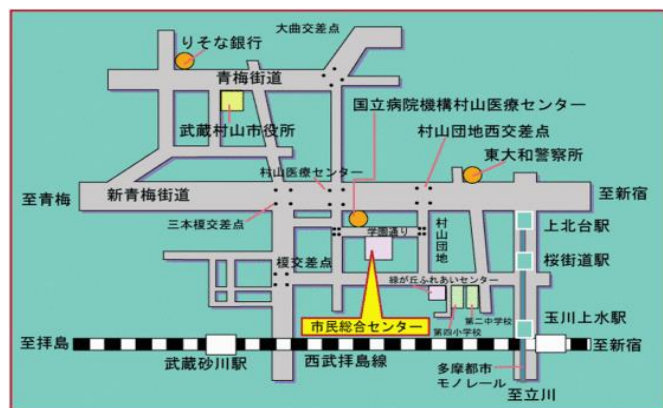 大曲交差点
りそな銀行
青梅街道
国立病院機構村山医療センター
武蔵村山市役所
村山団地西交差点
東大和警察所
村山医療センター
至青梅
新青梅街道
至新宿
三本榎交差点
学園通り
村山団地
上北台駅
榎交差点
桜街道駅
緑が丘ふれあいセンター
市民総合センター
第二中学校
第四小学校
玉川上水駅
至拝島
至新宿
武蔵砂川駅
西武拝島線
多摩都市
モノレール
至立川